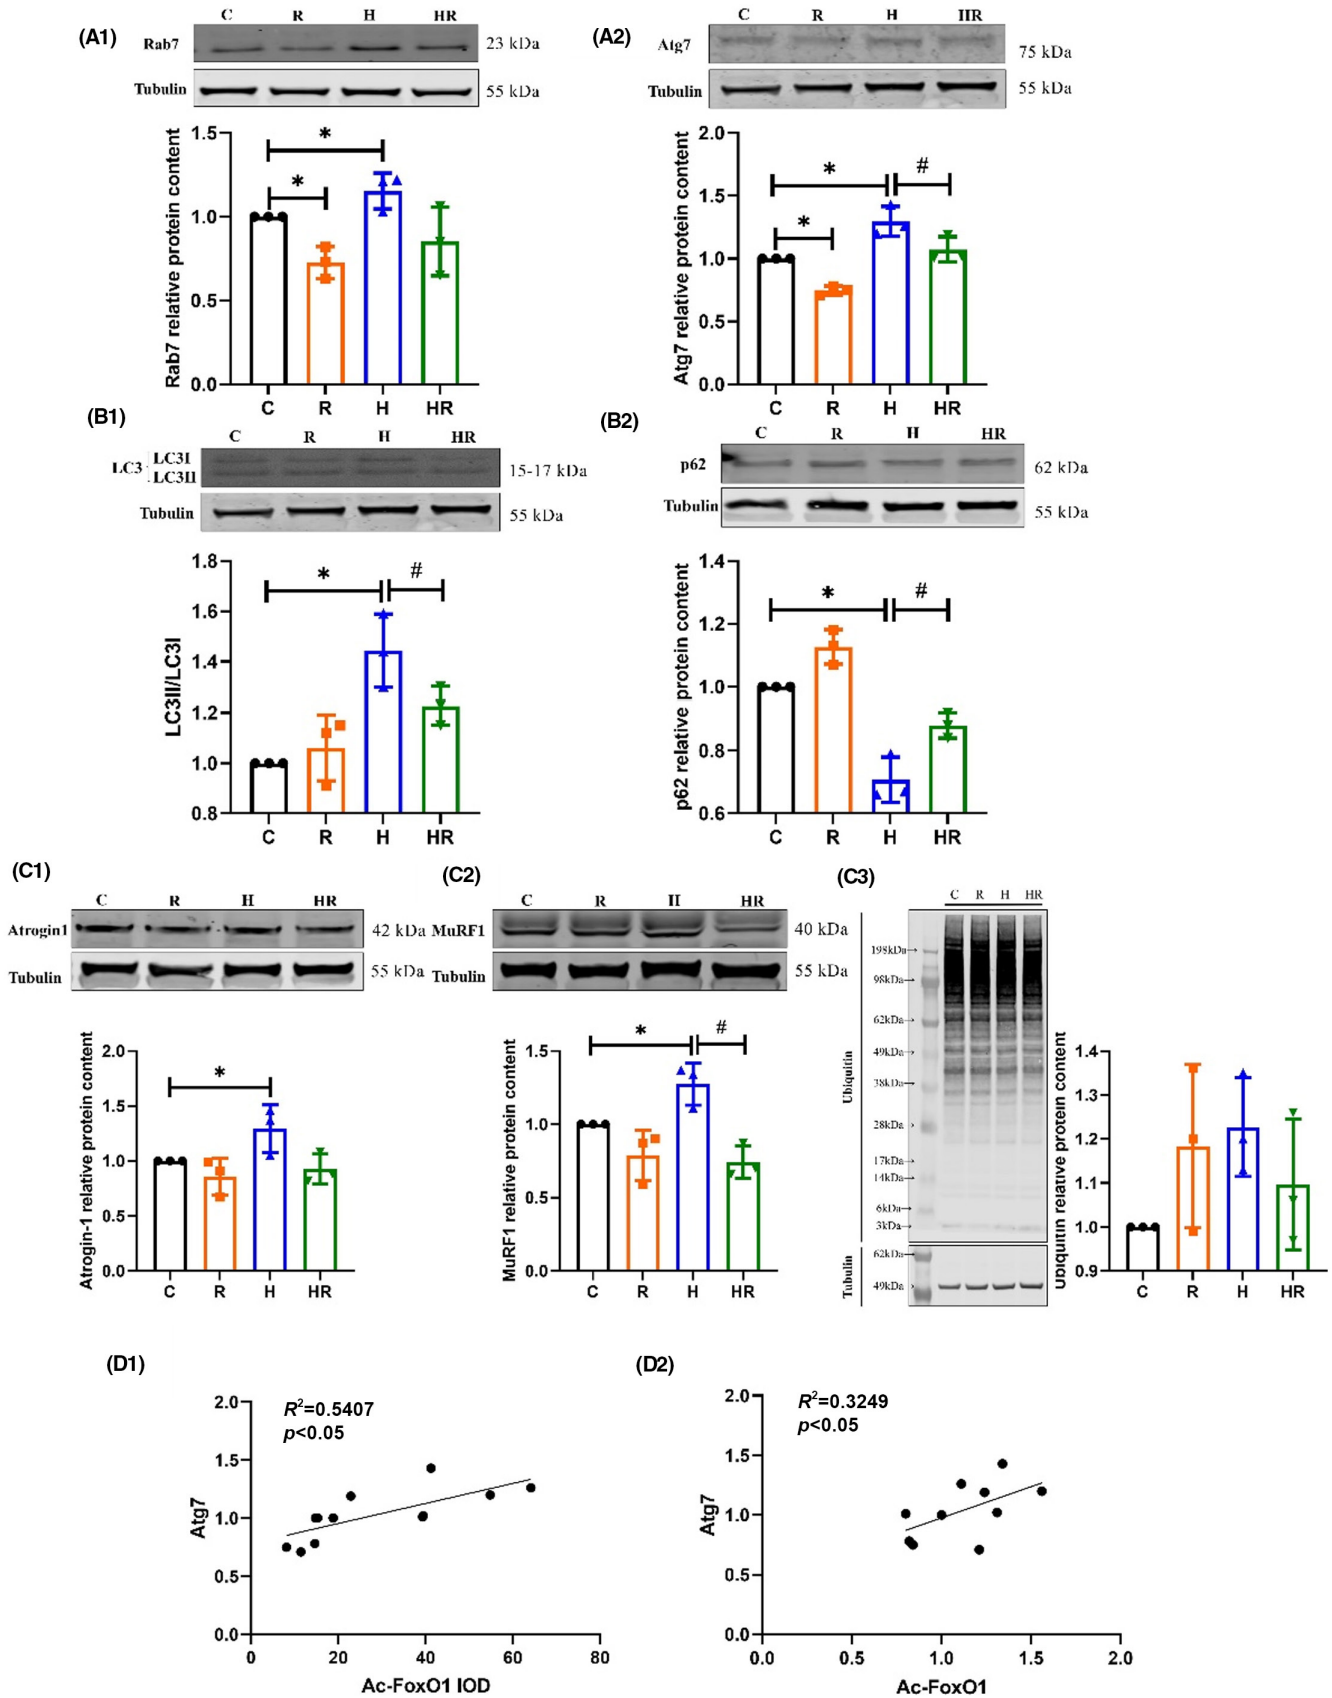 (A1)
C R H HR
Rab7 23 kDa
Tubulin 55 kDa
Rab7 relative protein content
1.5
1.0
0.5
0.0
* *
C R H HR
(A2)
C R H HR
Atg7 75 kDa
Tubulin 55 kDa
Atg7 relative protein content
2.0
1.5
1.0
0.5
0.0
* * #
C R H HR
(B1)
C R H HR
LC3 LC3I
LC3II
15-17 kDa
Tubulin 55 kDa
LC3II/LC3I
1.8
1.6
1.4
1.2
1.0
0.8
* #
C R H HR
(B2)
C R H HR
p62 62 kDa
Tubulin 55 kDa
p62 relative protein content
1.4
1.2
1.0
0.8
0.6
* #
C R H HR
(C1)
C R H HR
Atrogin1 42 kDa
Tubulin 55 kDa
Atrogin-1 relative protein content
2.0
1.5
1.0
0.5
0.0
*
C R H HR
(C2)
C R H HR
MuRF1 40 kDa
Tubulin 55 kDa
MuRF1 relative protein content
1.5
1.0
0.5
0.0
* #
C R H HR
(C3)
C R H HR
Ubiquitin
198kDa
98kDa
62kDa
49kDa
38kDa
28kDa
17kDa
14kDa
6kDa
3kDa
Tubulin
62kDa
49kDa
Ubiquitin relative protein content
1.4
1.3
1.2
1.1
1.0
0.9
C R H HR
(D1)
R²=0.5407
p<0.05
Atg7
2.0
1.5
1.0
0.5
0.0
0 20 40 60 80
Ac-FoxO1 IOD
(D2)
R²=0.3249
p<0.05
Atg7
2.0
1.5
1.0
0.5
0.0
0.0 0.5 1.0 1.5 2.0
Ac-FoxO1